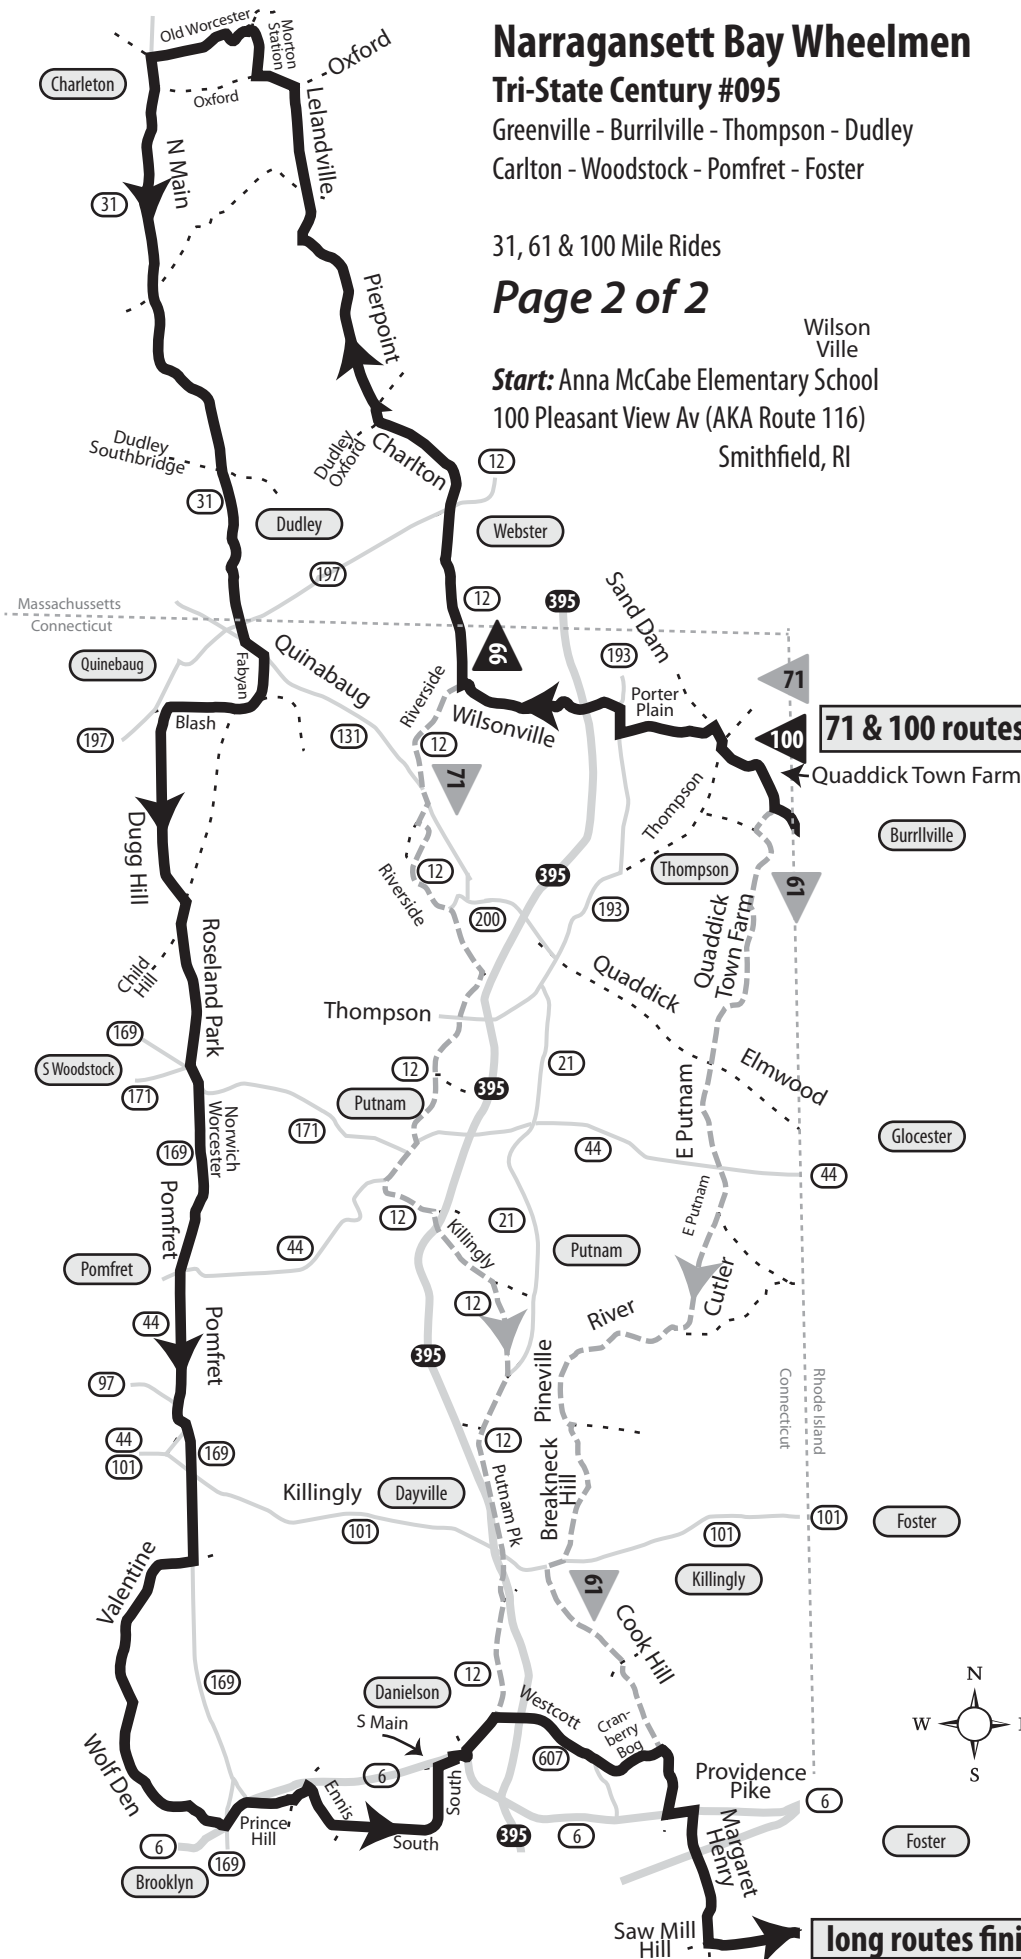 Narragansett Bay Wheelmen
Tri-State Century #095
Greenville - Burrilville - Thompson - Dudley
Carlton - Woodstock - Pomfret - Foster
31, 61 & 100 Mile Rides
Page 2 of 2
Wilson
Ville
Start: Anna McCabe Elementary School
100 Pleasant View Av (AKA Route 116)
Smithfield, RI
Old Worcester
Morton
Station
Oxford
Charleton
Oxford
Lelandville
N Main
31
Pierpoint
Dudley
Southbridge
Dudley
Oxford
Charlton
12
31
Dudley
Webster
197
Massachussetts
Connecticut
12
395
Sand Dam
66
193
Quinebaug
Fabyan
Quinabaug
Riverside
71
Porter
Plain
Blash
Wilsonville
197
131
12
100
71 & 100 routes
71
Quaddick Town Farm
Thompson
Dugg Hill
Burrllville
12
395
Thompson
61
Riverside
193
200
Quaddick
Town Farm
Roseland Park
Child
Hill
Quaddick
Thompson
169
S Woodstock
171
12
395
21
Elmwood
Putnam
E Putnam
Norwich
Worcester
171
169
44
Glocester
44
Pomfret
12
Killingly
21
E Putnam
Pomfret
44
Putnam
Cutler
44
Pomfret
12
River
395
Pineville
97
Connecticut
Rhode Island
44
101
169
12
Breakneck
Hill
Killingly
Dayville
Putnam Pk
101
101
101
Foster
Valentine
61
Killingly
Cook Hill
169
Danielson
12
S Main
Westcott
Cran-
berry
Bog
N
W
S
Wolf Den
6
South
607
Providence
Pike
6
Ennis
Prince
Hill
South
395
6
Margaret
Henry
6
169
Foster
Brooklyn
Saw Mill
Hill
long routes fini